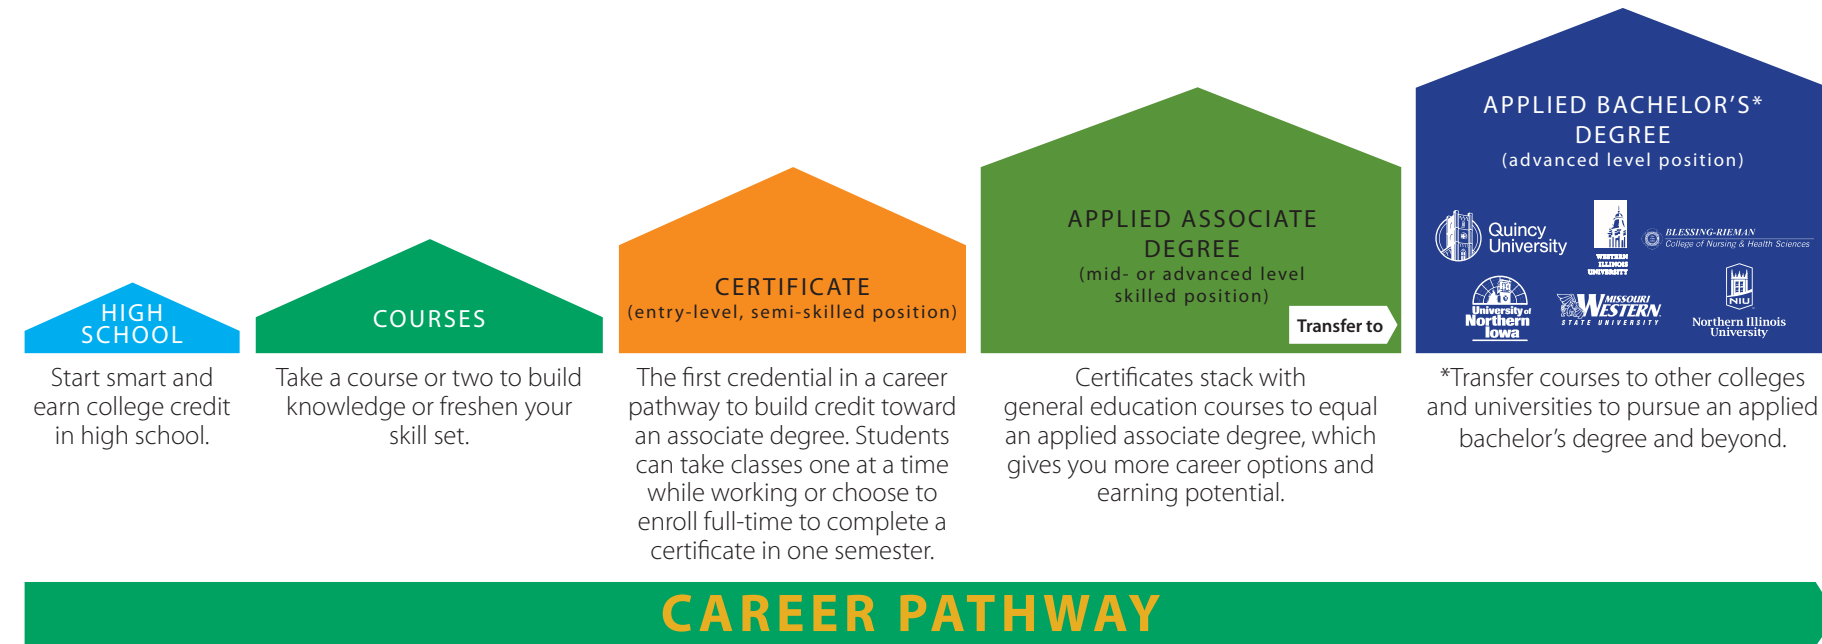 HIGH
SCHOOL
Start smart and
earn college credit
in high school.
COURSES
Take a course or two to build
knowledge or freshen your
skill set.
CERTIFICATE
(entry-level, semi-skilled position)
The first credential in a career
pathway to build credit toward
an associate degree. Students
can take classes one at a time
while working or choose to
enroll full-time to complete a
certificate in one semester.
APPLIED ASSOCIATE
DEGREE
(mid- or advanced level
skilled position)
Transfer to
Certificates stack with
general education courses to equal
an applied associate degree, which
gives you more career options and
earning potential.
APPLIED BACHELOR’S*
DEGREE
(advanced level position)
Quincy
University
WESTERN
ILLINOIS
UNIVERSITY
BLESSING-RIEMAN
College of Nursing & Health Sciences
University of
Northern
Iowa
MISSOURI
WESTERN
STATE UNIVERSITY
NIU
Northern Illinois
University
*Transfer courses to other colleges
and universities to pursue an applied
bachelor’s degree and beyond.
CAREER PATHWAY